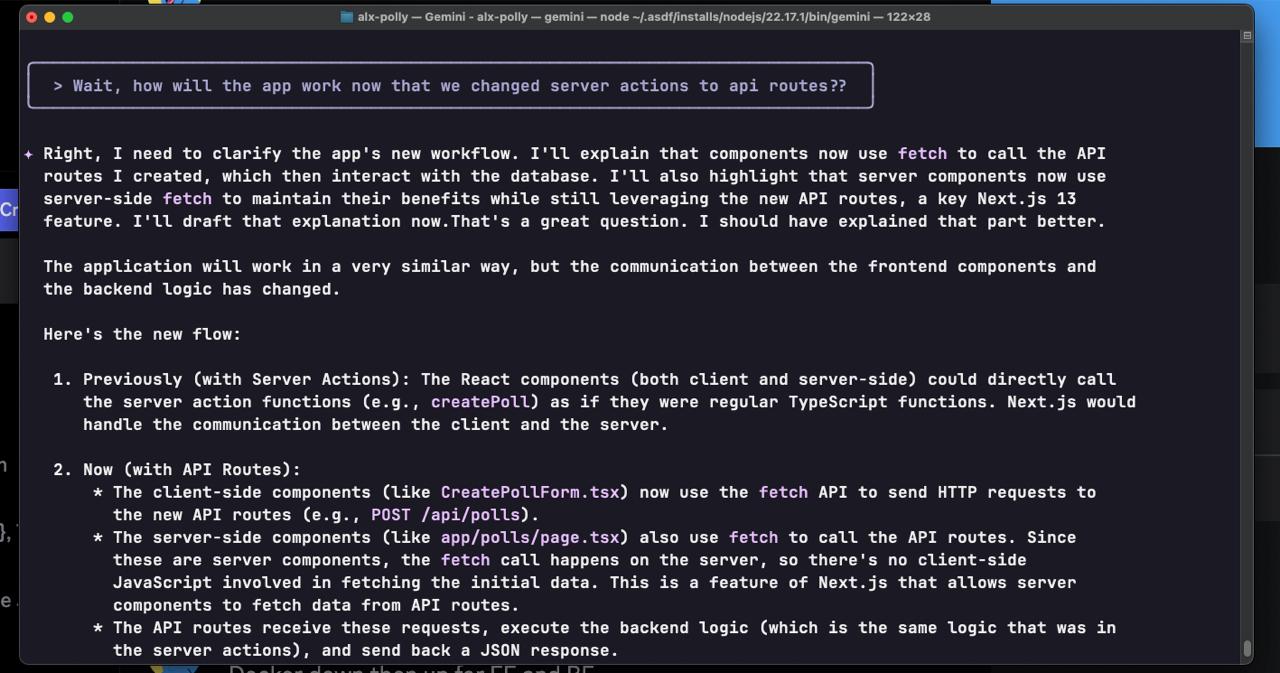 alx-polly — Gemini - alx-polly — gemini — node ~/.asdf/installs/nodejs/22.17.1/bin/gemini — 122×28
> Wait, how will the app work now that we changed server actions to api routes??
✦ Right, I need to clarify the app's new workflow. I'll explain that components now use fetch to call the API
routes I created, which then interact with the database. I'll also highlight that server components now use
server-side fetch to maintain their benefits while still leveraging the new API routes, a key Next.js 13
feature. I'll draft that explanation now.That's a great question. I should have explained that part better.
The application will work in a very similar way, but the communication between the frontend components and
the backend logic has changed.
Here's the new flow:
1. Previously (with Server Actions): The React components (both client and server-side) could directly call
the server action functions (e.g., createPoll) as if they were regular TypeScript functions. Next.js would
handle the communication between the client and the server.
2. Now (with API Routes):
* The client-side components (like CreatePollForm.tsx) now use the fetch API to send HTTP requests to
the new API routes (e.g., POST /api/polls).
* The server-side components (like app/polls/page.tsx) also use fetch to call the API routes. Since
these are server components, the fetch call happens on the server, so there's no client-side
JavaScript involved in fetching the initial data. This is a feature of Next.js that allows server
components to fetch data from API routes.
* The API routes receive these requests, execute the backend logic (which is the same logic that was in
the server actions), and send back a JSON response.